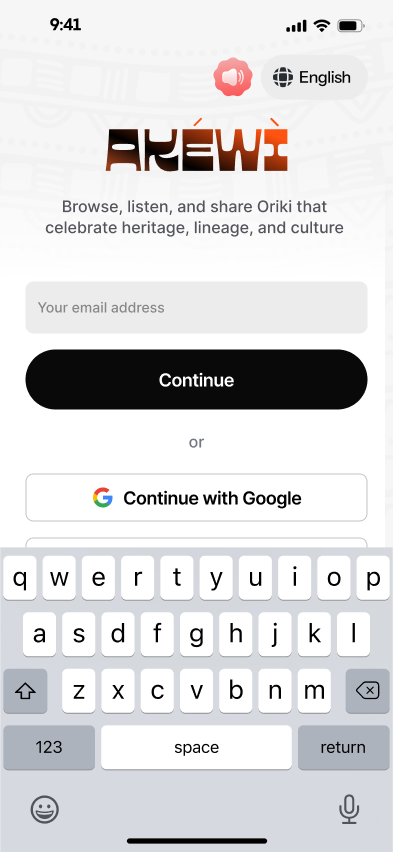 9:41
English
AKÉWÌ
Browse, listen, and share Oriki that
celebrate heritage, lineage, and culture
Your email address
Continue
or
Continue with Google
q w e r t y u i o p
a s d f g h j k l
z x c v b n m
123 space return